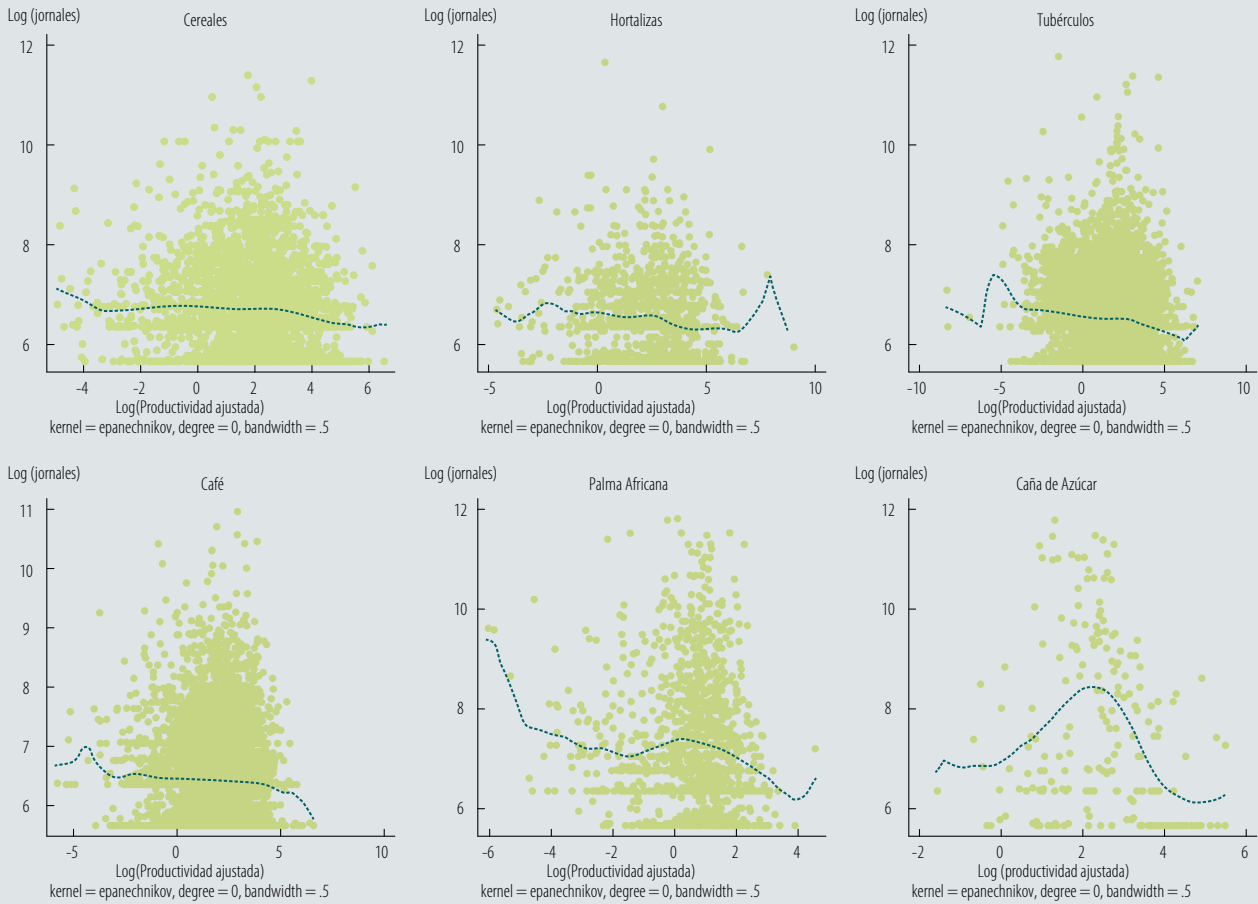 Log (jornales)
Cereales
12
10
8
6
-4
-2
0
2
4
6
Log(Productividad ajustada)
kernel = epanechnikov, degree = 0, bandwidth = .5
Log (jornales)
Hortalizas
12
10
8
6
-5
0
5
10
Log(Productividad ajustada)
kernel = epanechnikov, degree = 0, bandwidth = .5
Log (jornales)
Tubérculos
12
10
8
6
-10
-5
0
5
10
Log(Productividad ajustada)
kernel = epanechnikov, degree = 0, bandwidth = .5
Log (jornales)
Café
11
10
9
8
7
6
-5
0
5
10
Log(Productividad ajustada)
kernel = epanechnikov, degree = 0, bandwidth = .5
Log (jornales)
Palma Africana
12
10
8
6
-6
-4
-2
0
2
4
Log(Productividad ajustada)
kernel = epanechnikov, degree = 0, bandwidth = .5
Log (jornales)
Caña de Azúcar
12
10
8
6
-2
0
2
4
6
Log (productividad ajustada)
kernel = epanechnikov, degree = 0, bandwidth = .5